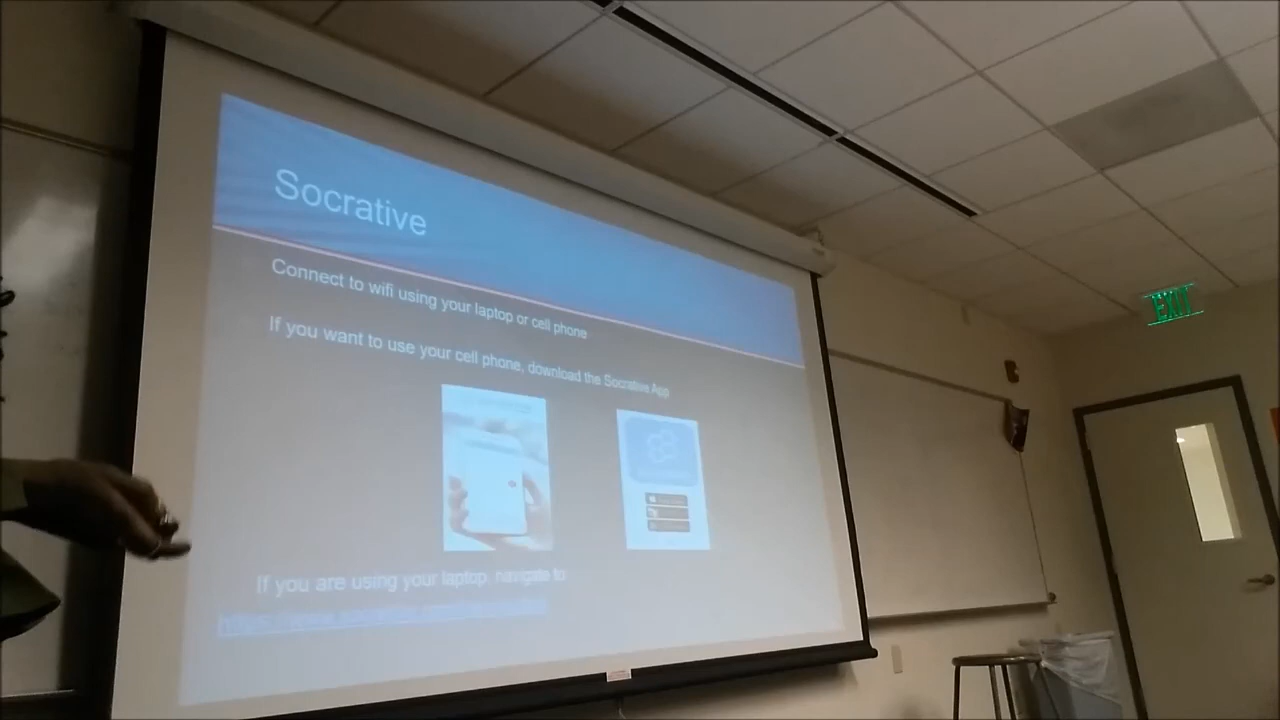 Socrative
Connect to wifi using your laptop or cell phone
If you want to use your cell phone, download the Socrative App
If you are using your laptop, navigate to
EXIT